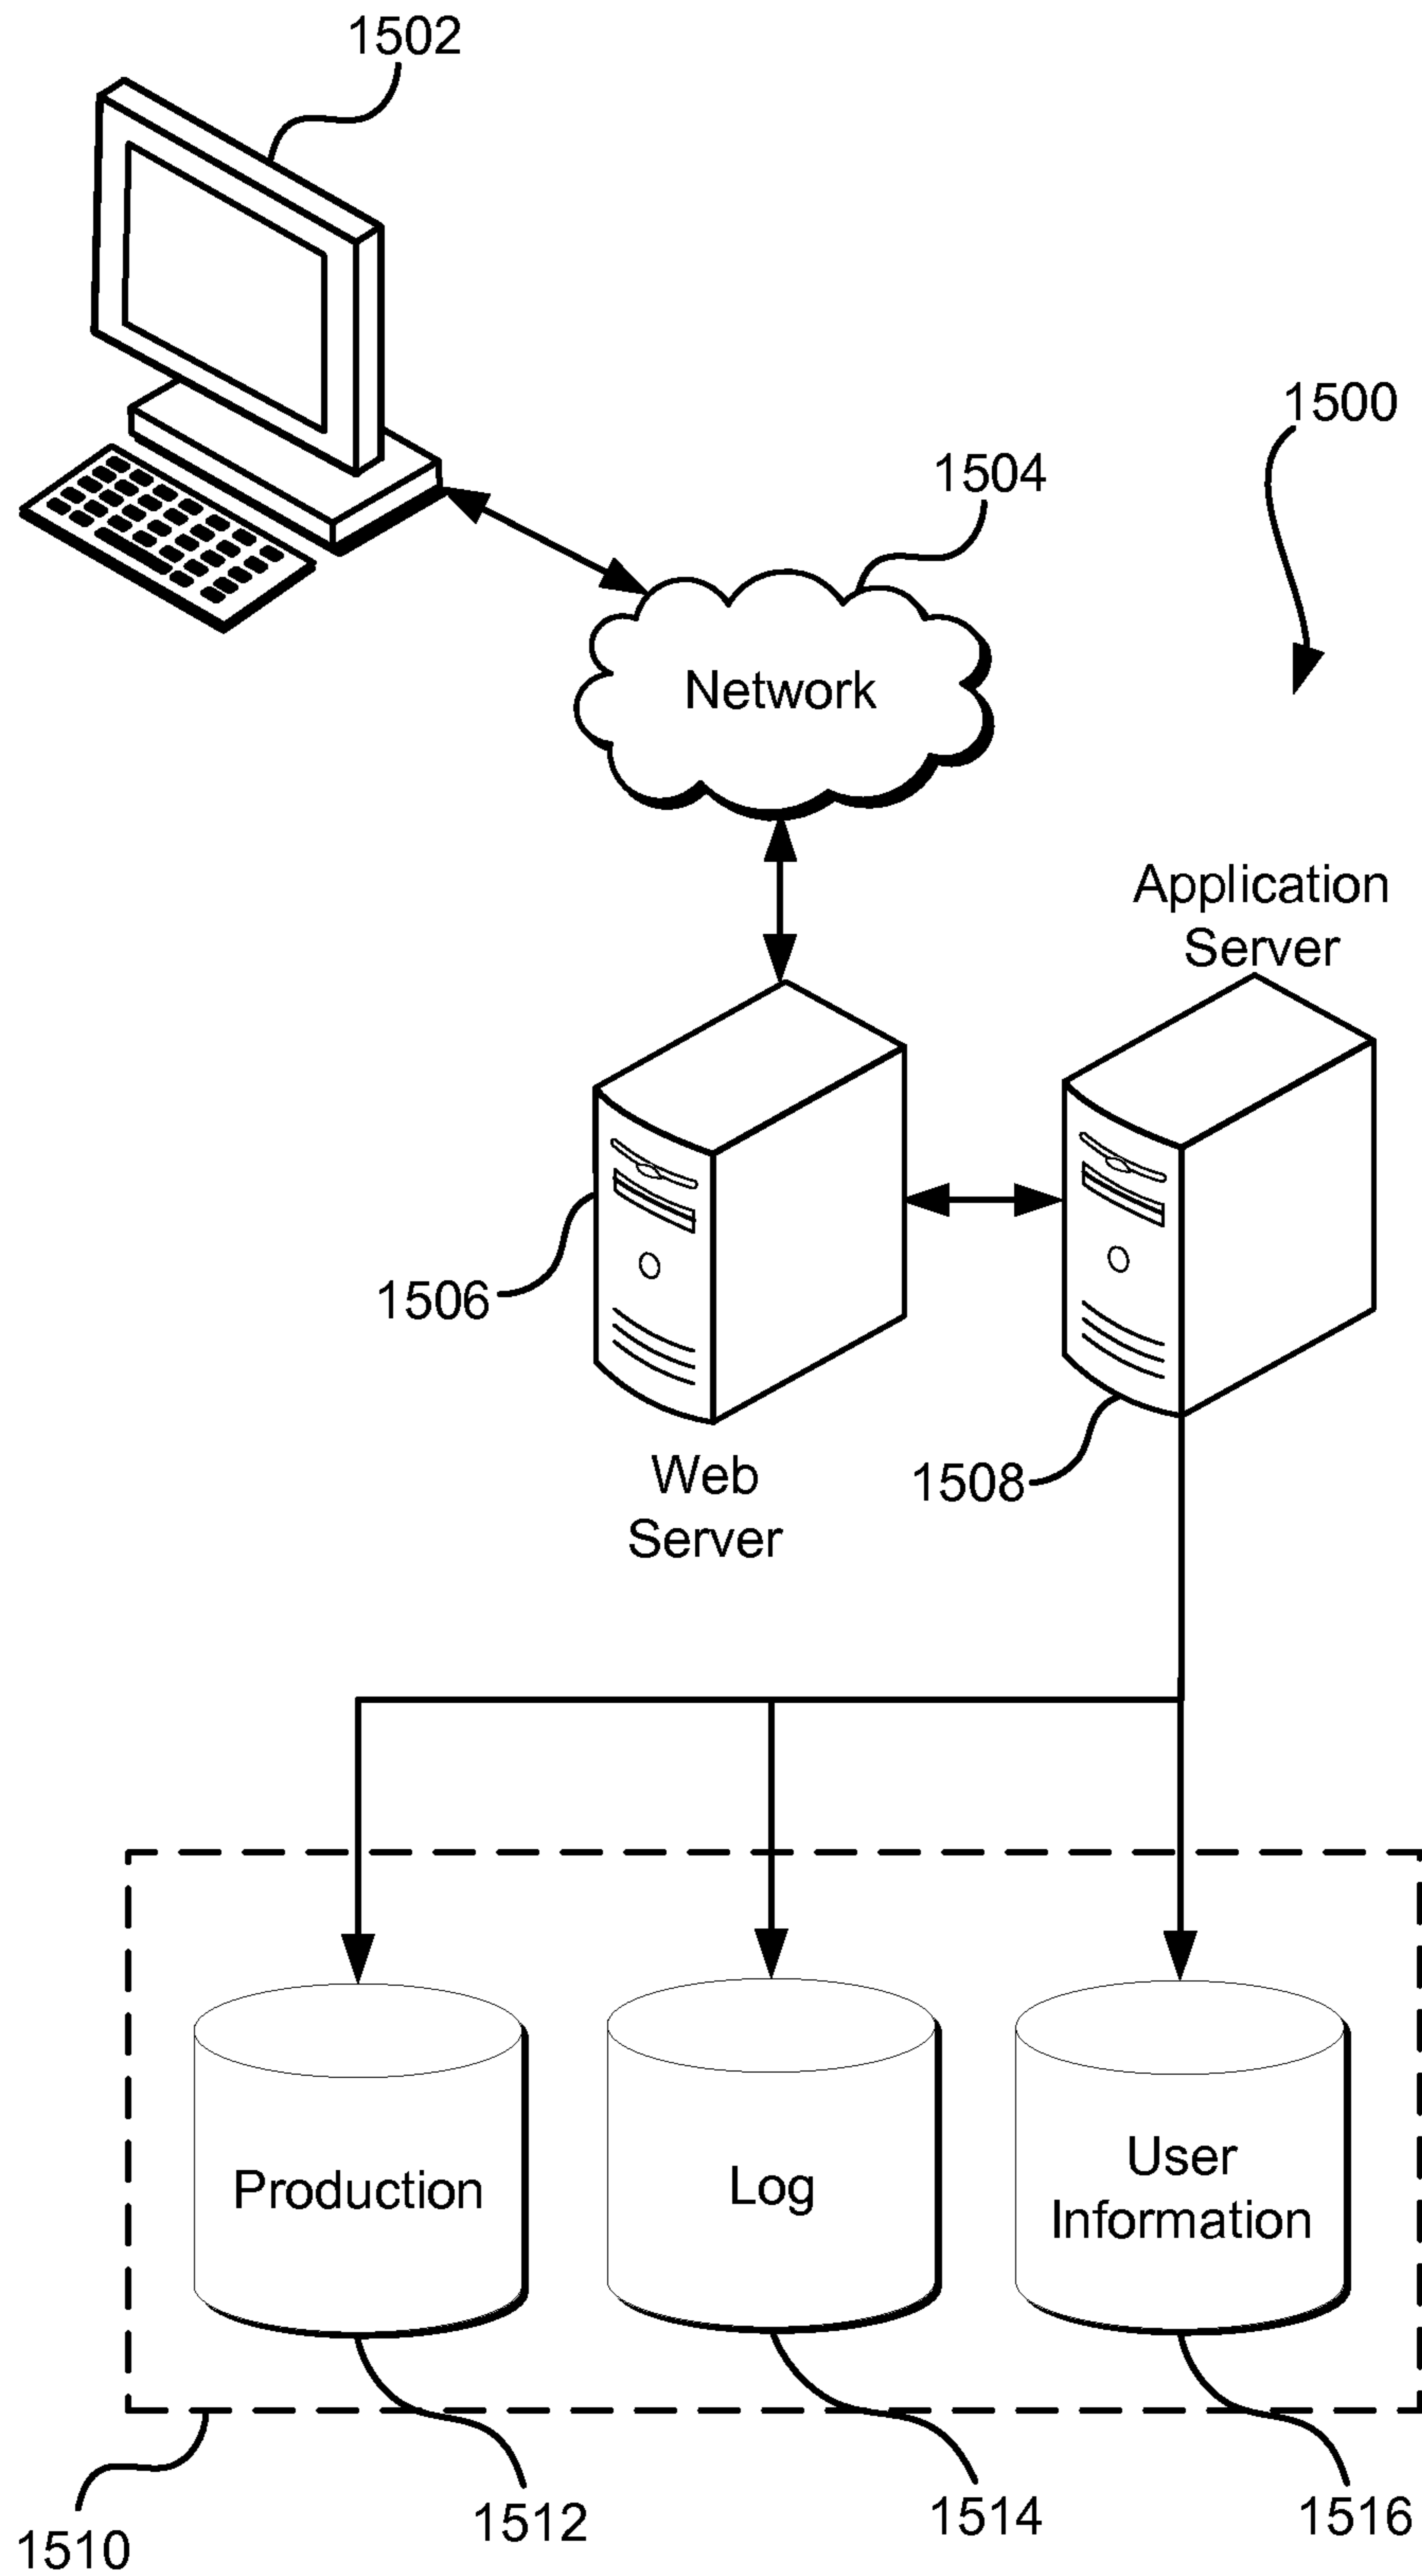 1502
1500
1504
Network
Application
Server
1506
Web
Server
1508
Production
Log
User
Information
1510
1512
1514
1516